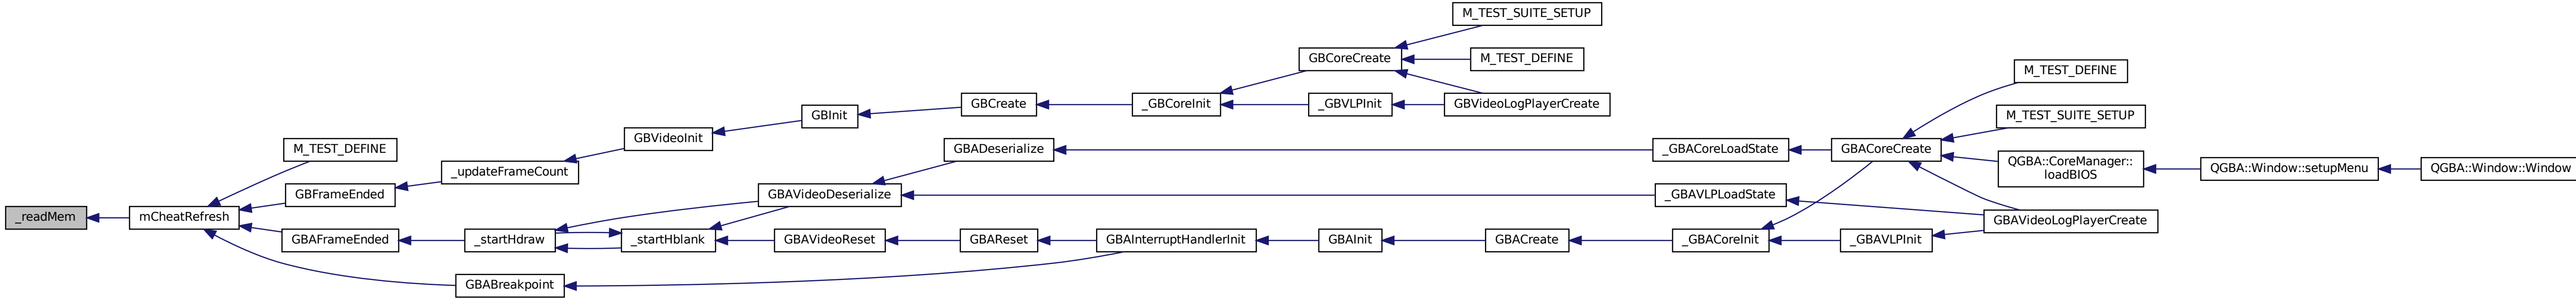 M_TEST_SUITE_SETUP
GBCoreCreate
M_TEST_DEFINE
M_TEST_DEFINE
GBInit
GBCreate
_GBCoreInit
_GBVLPInit
GBVideoLogPlayerCreate
M_TEST_SUITE_SETUP
GBVideoInit
M_TEST_DEFINE
GBADeserialize
_GBACoreLoadState
GBACoreCreate
_updateFrameCount
QGBA::CoreManager::
loadBIOS
QGBA::Window::setupMenu
QGBA::Window::Window
GBFrameEnded
GBAVideoDeserialize
_GBAVLPLoadState
_readMem
mCheatRefresh
GBAVideoLogPlayerCreate
GBAFrameEnded
_startHdraw
_startHblank
GBAVideoReset
GBAReset
GBAInterruptHandlerInit
GBAInit
GBACreate
_GBACoreInit
_GBAVLPInit
GBABreakpoint